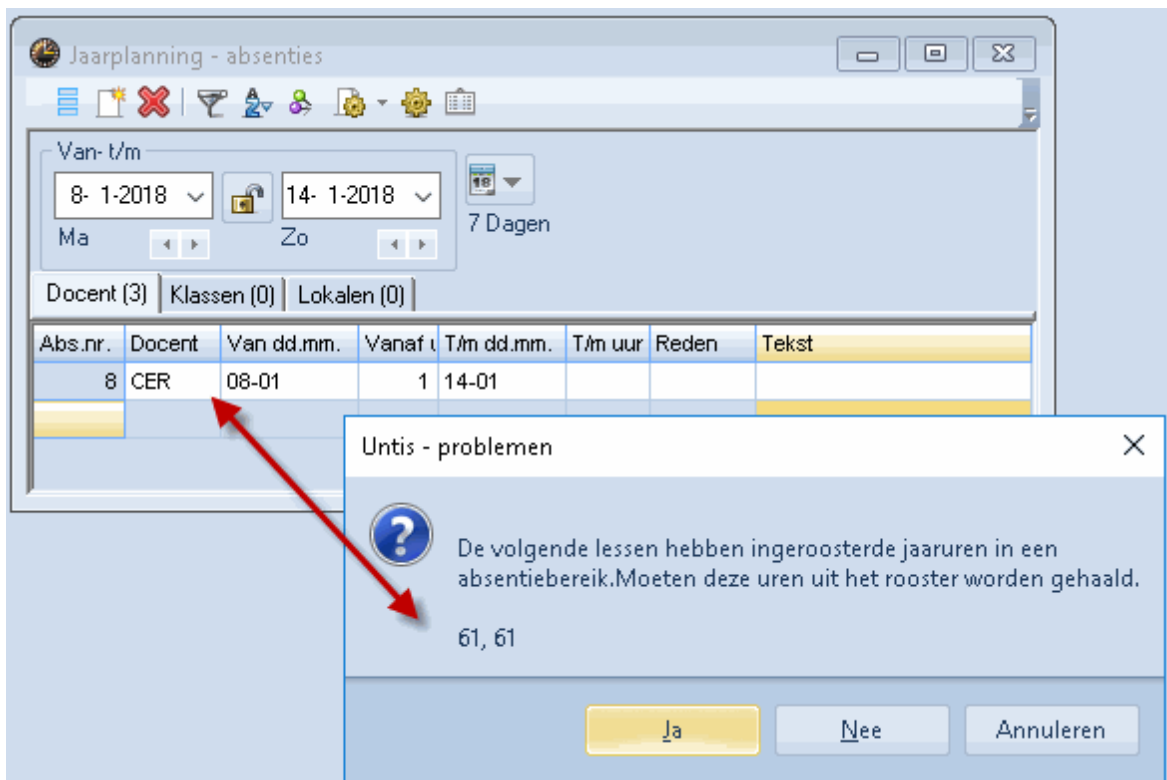 Jaarplanning - absenties
Van- t/m
8- 1-2018 14- 1-2018
18
Ma Zo 7 Dagen
Docent (3) Klassen (0) Lokalen (0)
Abs.nr. Docent Van dd.mm. Vanaf T/m dd.mm. T/m uur Reden Tekst
8 CER 08-01 1 14-01
Untis - problemen
De volgende lessen hebben ingeroosterde jaaruren in een
absentiebereik.Moeten deze uren uit het rooster worden gehaald.
61, 61
Ja Nee Annuleren